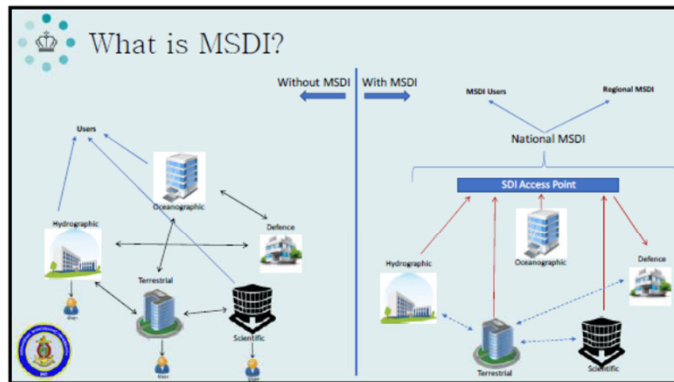 What is MSDI?
Without MSDI
With MSDI
Users
Oceanographic
Hydrographic
Defence
Terrestrial
Scientific
User
User
User
MSDI Users
Regional MSDI
National MSDI
SDI Access Point
Oceanographic
Hydrographic
Defence
Terrestrial
Scientific